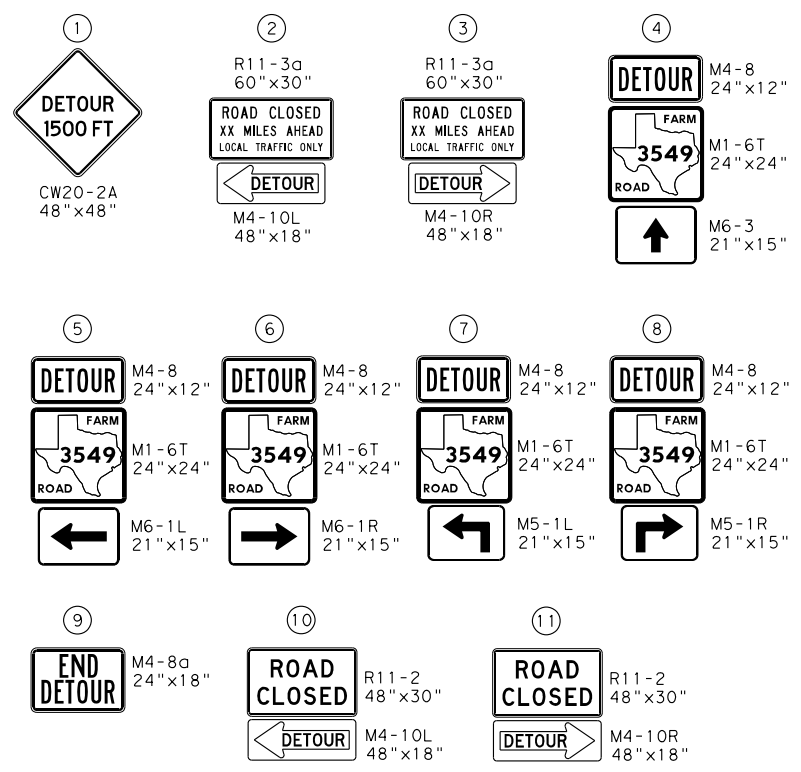 1
DETOUR
1500 FT
CW20-2A
48"x48"
2
R11-3a
60"x30"
ROAD CLOSED
XX MILES AHEAD
LOCAL TRAFFIC ONLY
DETOUR
M4-10L
48"x18"
3
R11-3a
60"x30"
ROAD CLOSED
XX MILES AHEAD
LOCAL TRAFFIC ONLY
DETOUR
M4-10R
48"x18"
4
DETOUR
M4-8
24"x12"
FARM
3549
ROAD
M1-6T
24"x24"
M6-3
21"x15"
5
DETOUR
M4-8
24"x12"
FARM
3549
ROAD
M1-6T
24"x24"
M6-1L
21"x15"
6
DETOUR
M4-8
24"x12"
FARM
3549
ROAD
M1-6T
24"x24"
M6-1R
21"x15"
7
DETOUR
M4-8
24"x12"
FARM
3549
ROAD
M1-6T
24"x24"
M5-1L
21"x15"
8
DETOUR
M4-8
24"x12"
FARM
3549
ROAD
M1-6T
24"x24"
M5-1R
21"x15"
9
END
DETOUR
M4-8a
24"x18"
10
ROAD
CLOSED
R11-2
48"x30"
DETOUR
M4-10L
48"x18"
11
ROAD
CLOSED
R11-2
48"x30"
DETOUR
M4-10R
48"x18"